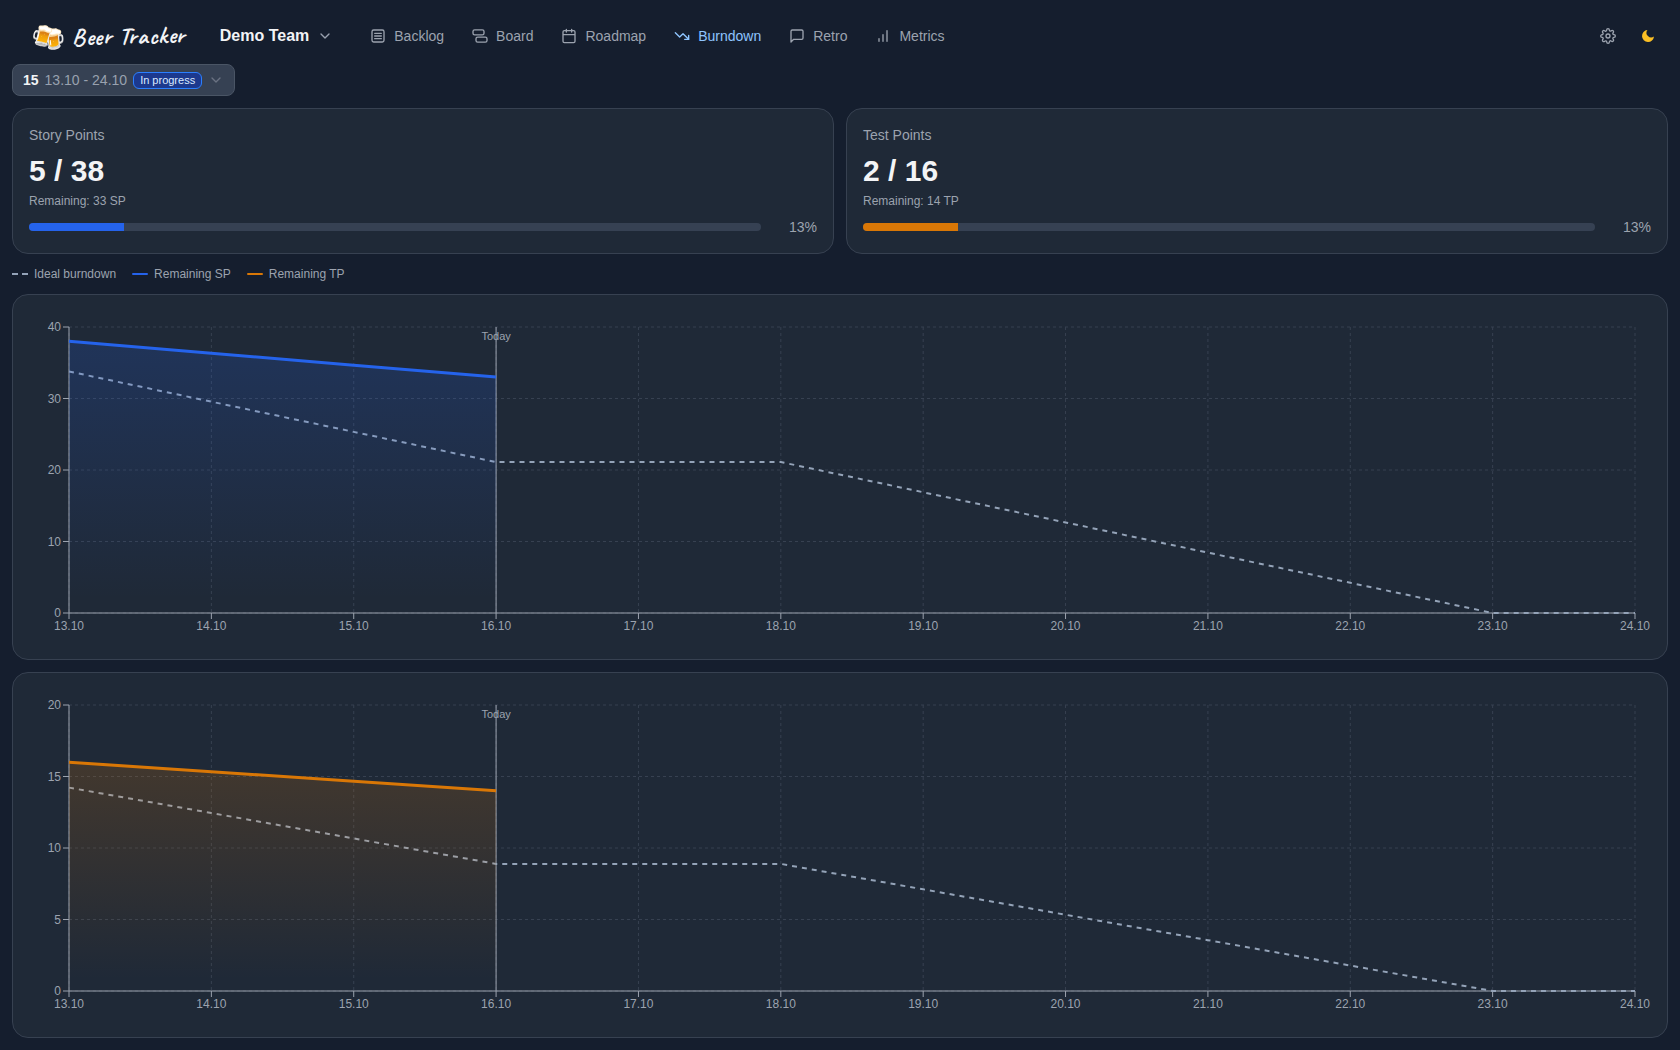 Beer Tracker
Demo Team
Backlog
Board
Roadmap
Burndown
Retro
Metrics
15 13.10 - 24.10 In progress
Story Points
5 / 38
Remaining: 33 SP
13%
Test Points
2 / 16
Remaining: 14 TP
13%
Ideal burndown
Remaining SP
Remaining TP
40
30
20
10
0
Today
13.10 14.10 15.10 16.10 17.10 18.10 19.10 20.10 21.10 22.10 23.10 24.10
20
15
10
5
0
Today
13.10 14.10 15.10 16.10 17.10 18.10 19.10 20.10 21.10 22.10 23.10 24.10